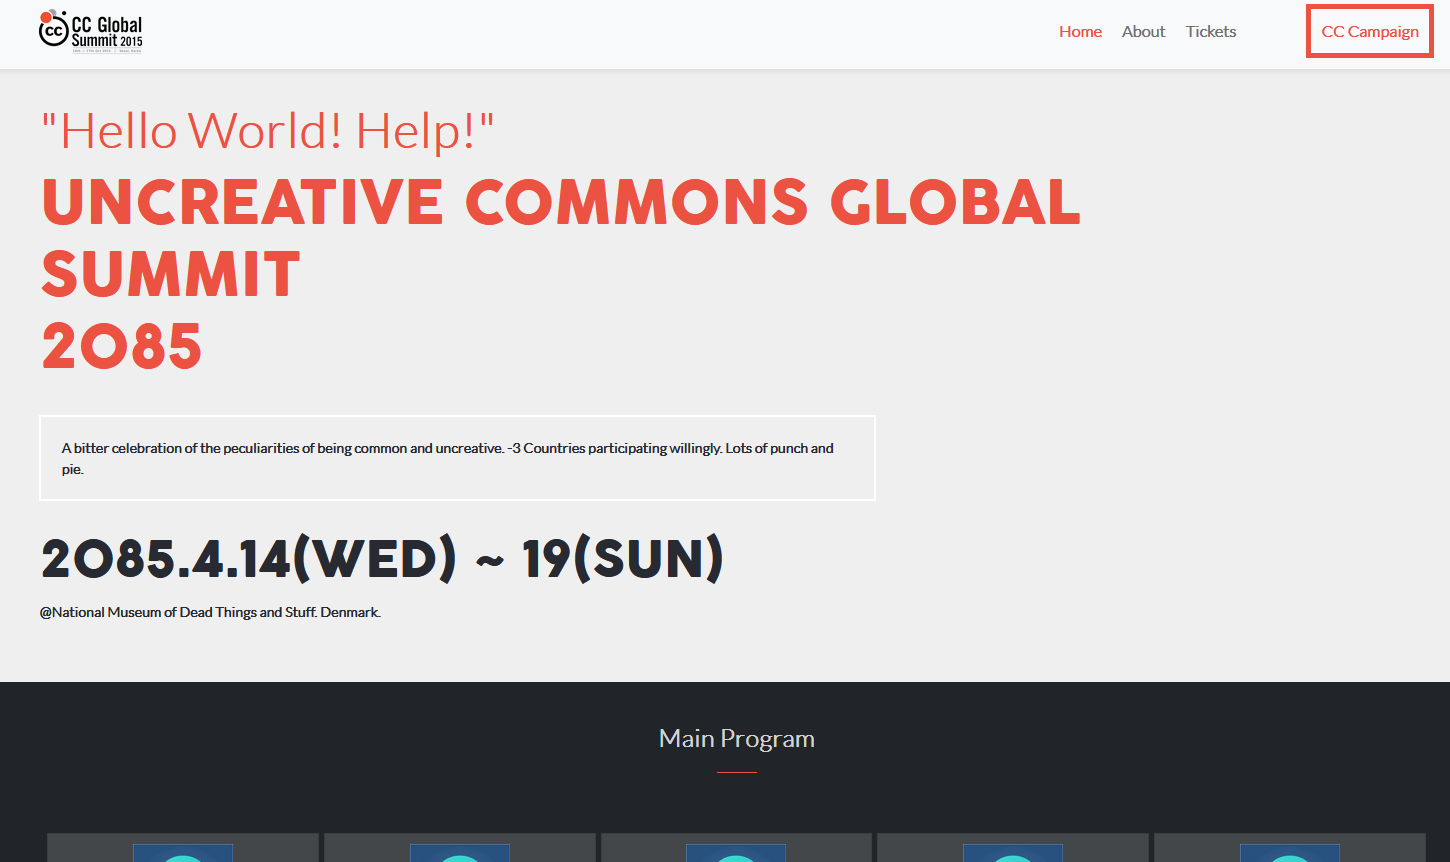 CC Global
Summit 2015
Home About Tickets CC Campaign
"Hello World! Help!"
UNCREATIVE COMMONS GLOBAL
SUMMIT
2085
A bitter celebration of the peculiarities of being common and uncreative. -3 Countries participating willingly. Lots of punch and
pie.
2085.4.14(WED) ~ 19(SUN)
@National Museum of Dead Things and Stuff. Denmark.
Main Program